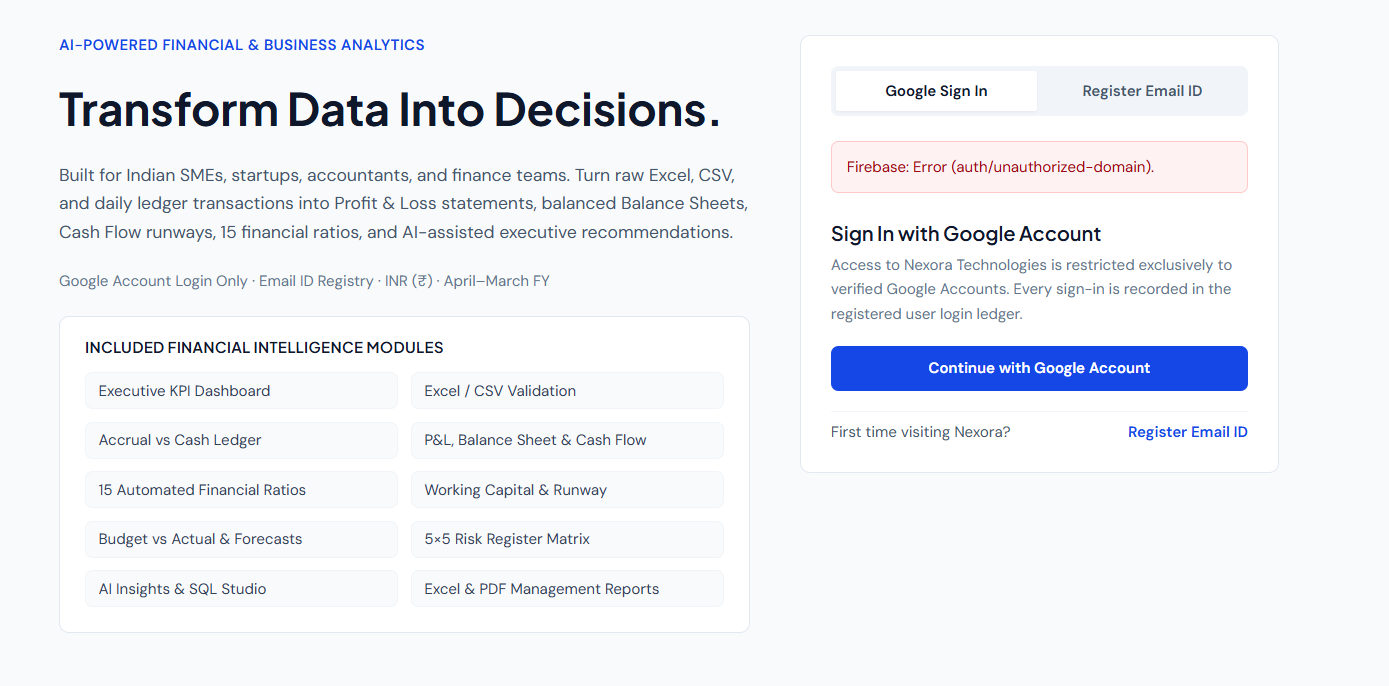 AI-POWERED FINANCIAL & BUSINESS ANALYTICS
Transform Data Into Decisions.
Built for Indian SMEs, startups, accountants, and finance teams. Turn raw Excel, CSV,
and daily ledger transactions into Profit & Loss statements, balanced Balance Sheets,
Cash Flow runways, 15 financial ratios, and AI-assisted executive recommendations.
Google Account Login Only · Email ID Registry · INR (₹) · April–March FY
INCLUDED FINANCIAL INTELLIGENCE MODULES
Executive KPI Dashboard
Excel / CSV Validation
Accrual vs Cash Ledger
P&L, Balance Sheet & Cash Flow
15 Automated Financial Ratios
Working Capital & Runway
Budget vs Actual & Forecasts
5×5 Risk Register Matrix
AI Insights & SQL Studio
Excel & PDF Management Reports
Google Sign In
Register Email ID
Firebase: Error (auth/unauthorized-domain).
Sign In with Google Account
Access to Nexora Technologies is restricted exclusively to
verified Google Accounts. Every sign-in is recorded in the
registered user login ledger.
Continue with Google Account
First time visiting Nexora?
Register Email ID